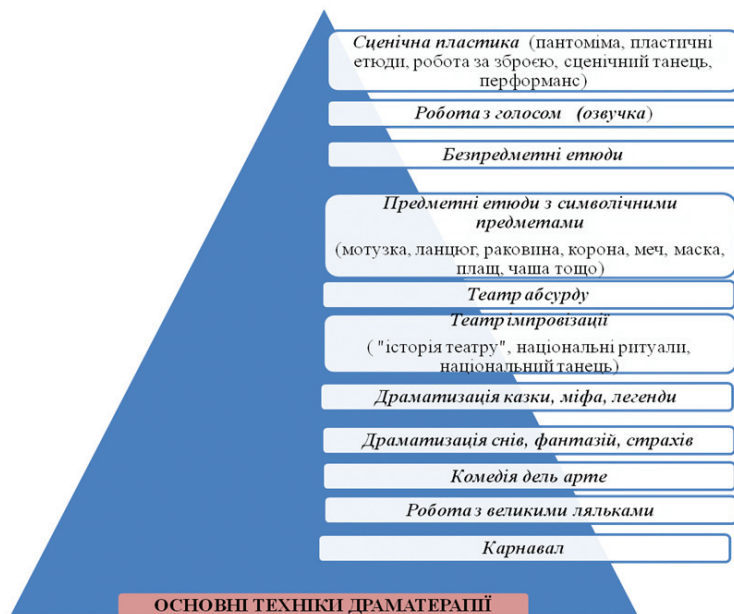 Сценічна пластика (пантоміма, пластичні
етюди, робота за зброєю, сценічний танець,
перформанс)
Робота з голосом (озвучка)
Безпредметні етюди
Предметні етюди з символічними
предметами
(мотузка, ланцюг, раковина, корона, меч, маска,
плащ, чаша тощо)
Театр абсурду
Театр імпровізації
( "історія театру", національні ритуали,
національний танець)
Драматизація казки, міфа, легенди
Драматизація снів, фантазій, страхів
Комедія дель арте
Робота з великими ляльками
Карнавал
ОСНОВНІ ТЕХНІКИ ДРАМАТЕРАПІЇ